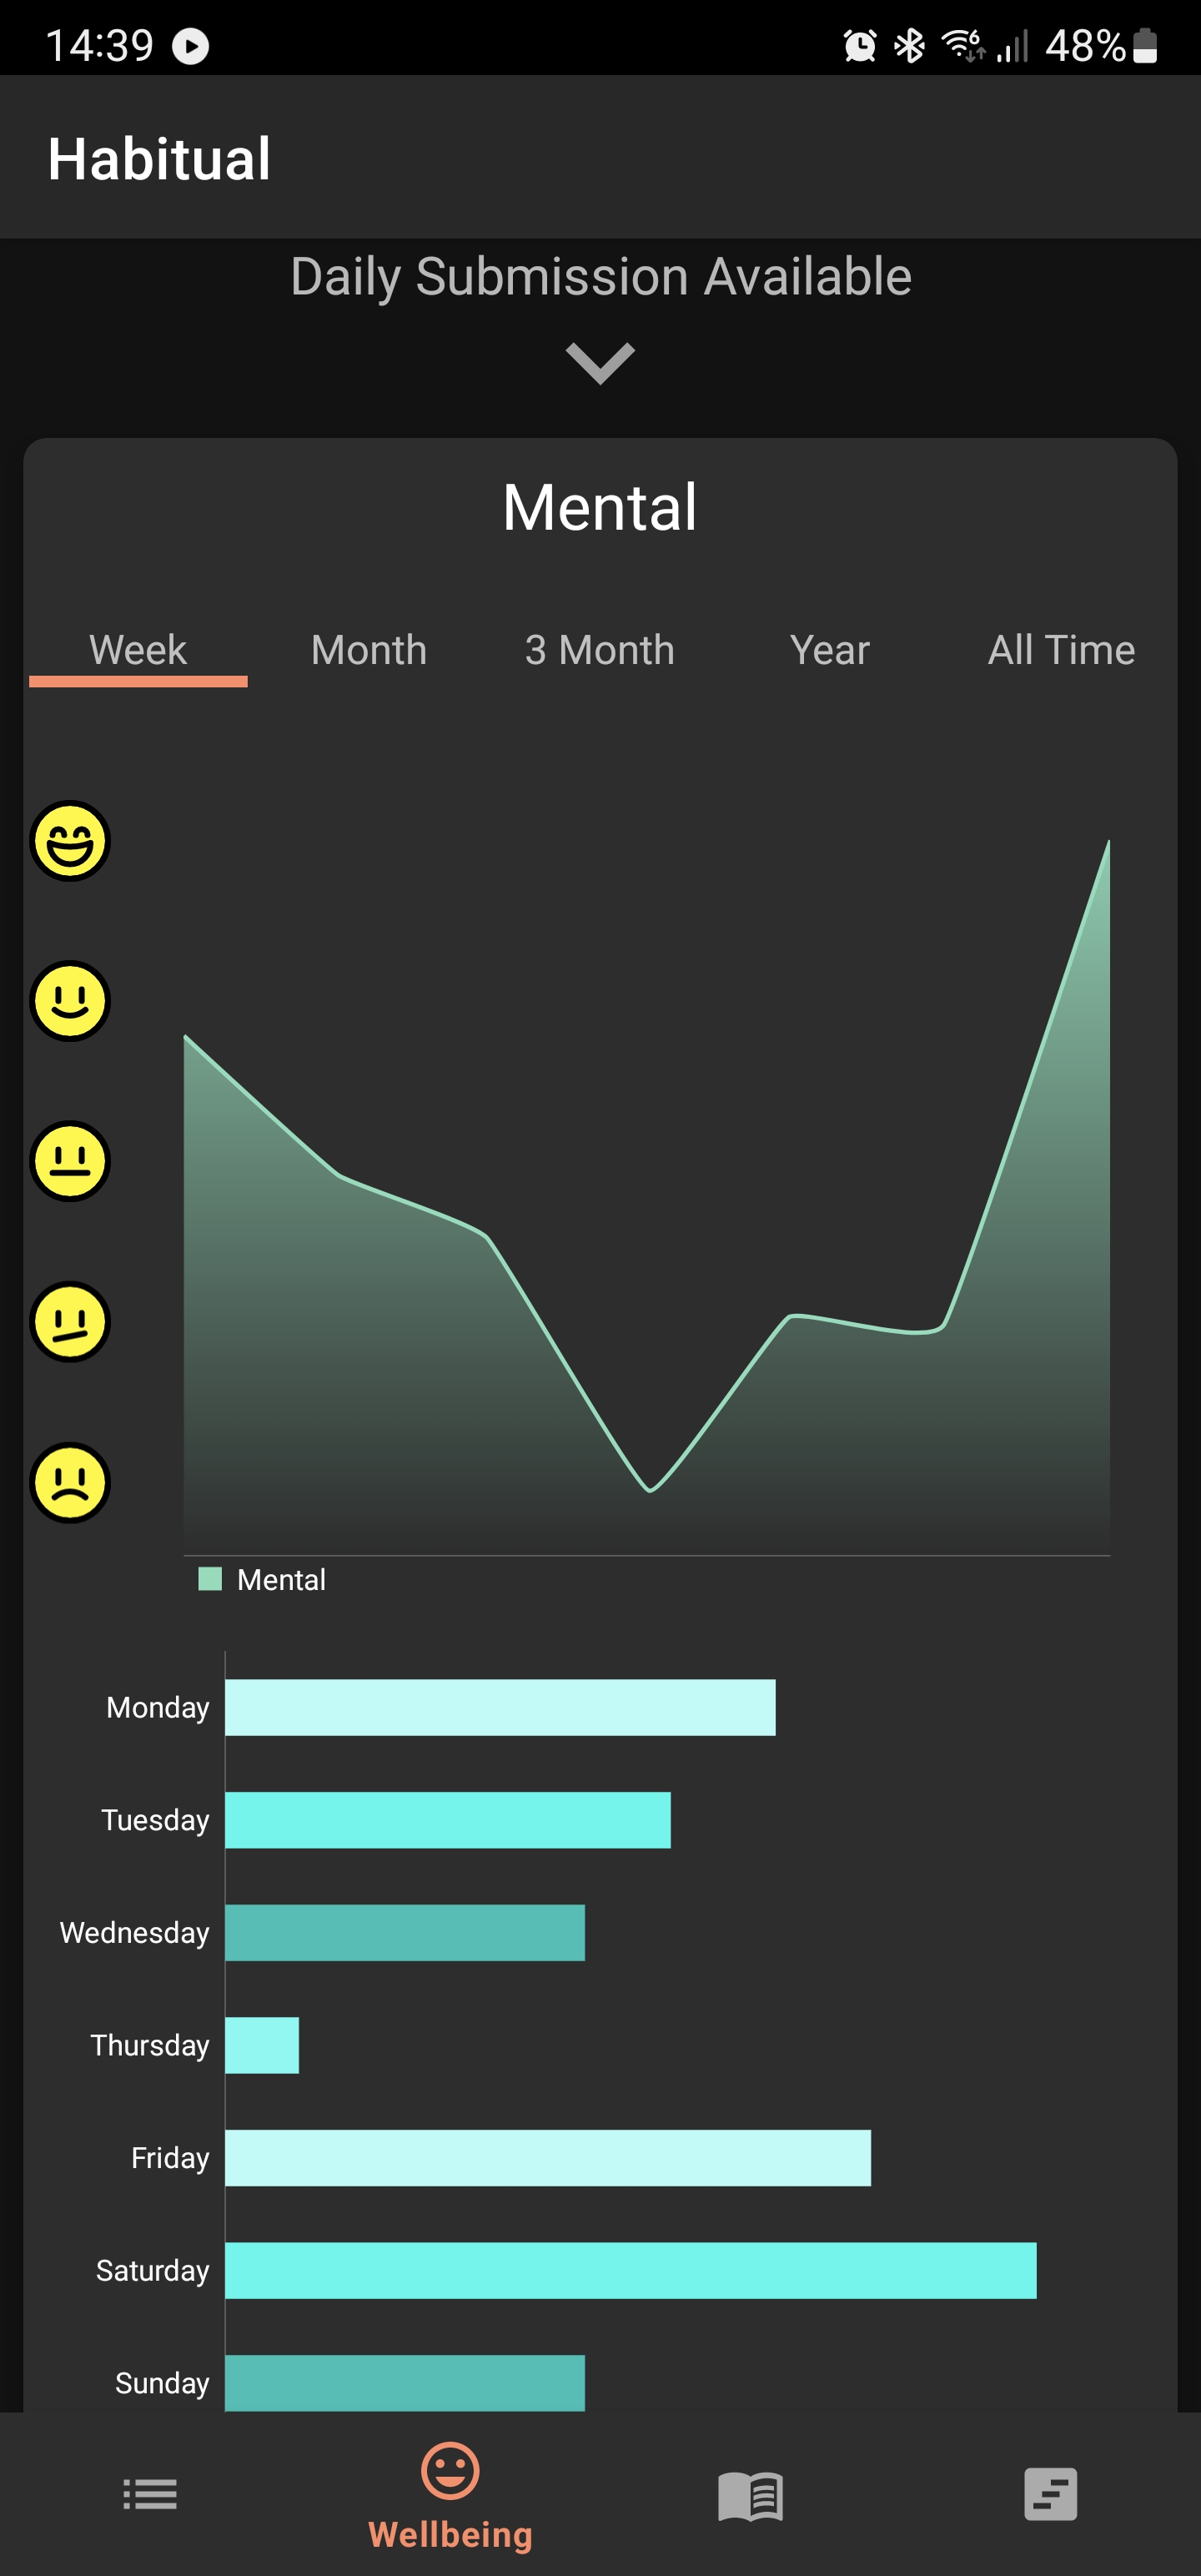 14:39
6
48%
Habitual
Daily Submission Available
Mental
Week Month 3 Month Year All Time
Mental
Monday
Tuesday
Wednesday
Thursday
Friday
Saturday
Sunday
Wellbeing